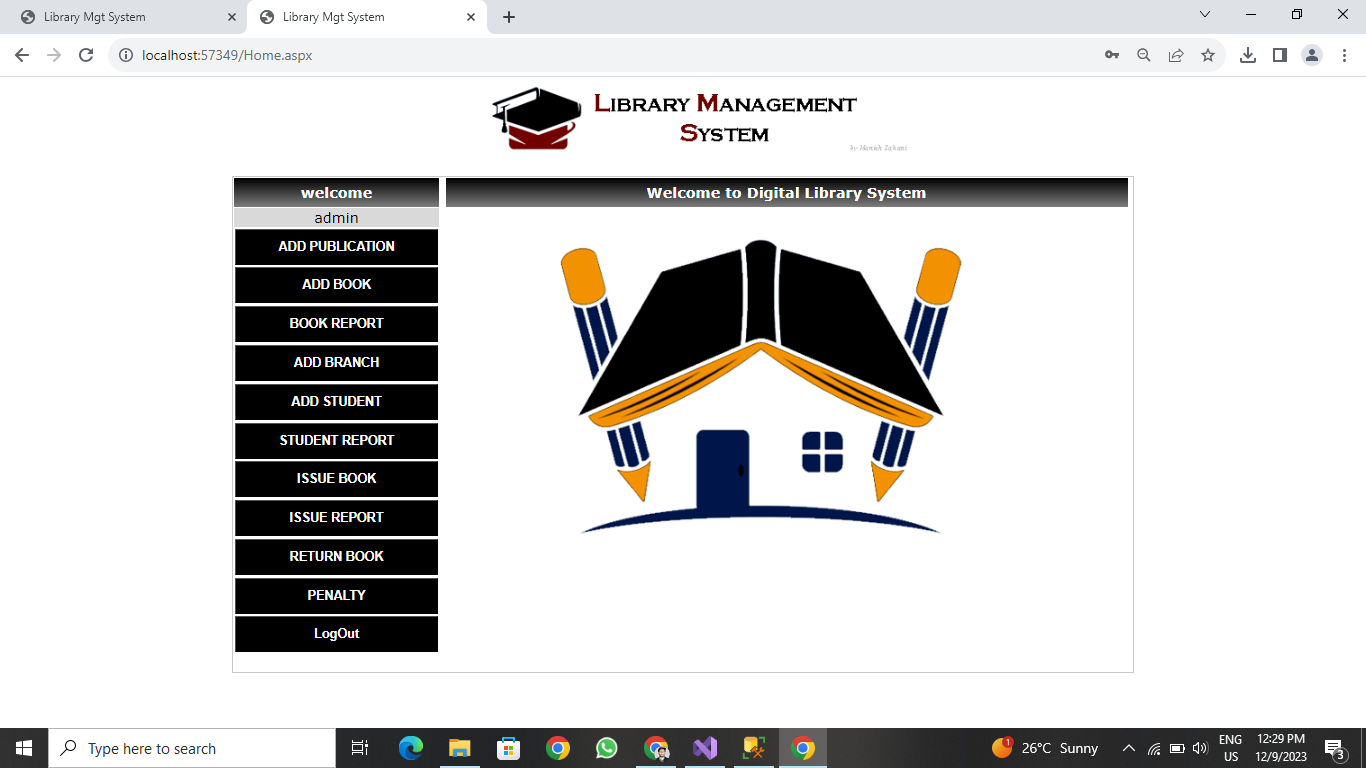 Library Mgt System
Library Mgt System
localhost:57349/Home.aspx
LIBRARY MANAGEMENT
SYSTEM
by
welcome
Welcome to Digital Library System
admin
ADD PUBLICATION
ADD BOOK
BOOK REPORT
ADD BRANCH
ADD STUDENT
STUDENT REPORT
ISSUE BOOK
ISSUE REPORT
RETURN BOOK
PENALTY
LogOut
Type here to search
1
26°C Sunny
ENG
US
12:29 PM
12/9/2023
3